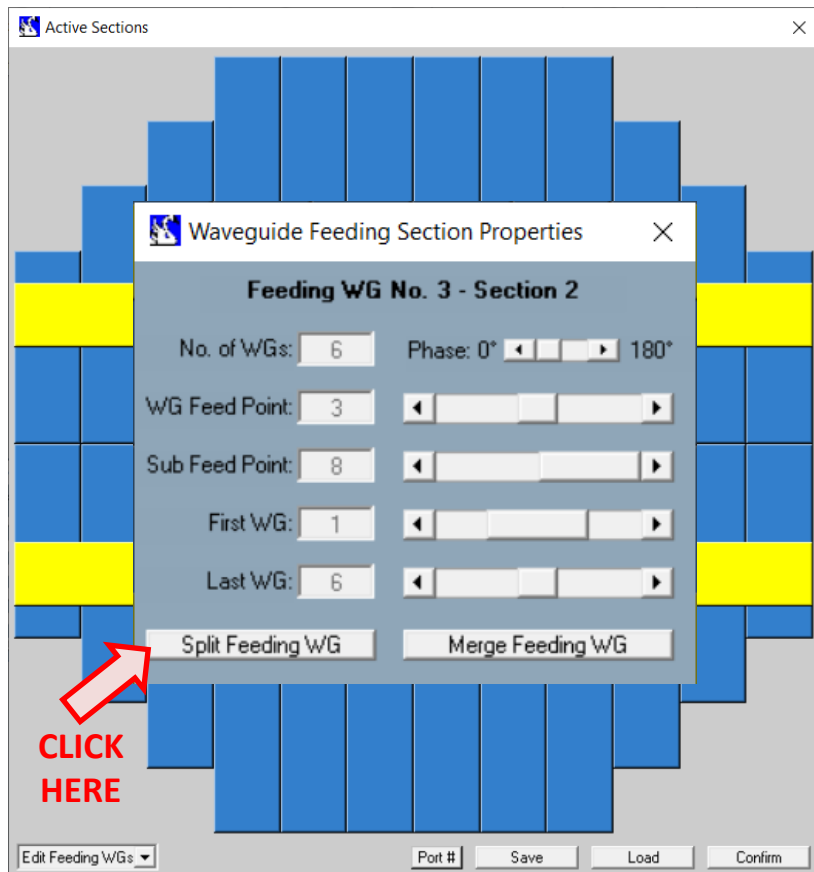 Active Sections
Waveguide Feeding Section Properties
Feeding WG No. 3 - Section 2
No. of WGs: 6 Phase: 0° 180°
WG Feed Point: 3
Sub Feed Point: 8
First WG: 1
Last WG: 6
Split Feeding WG Merge Feeding WG
CLICK
HERE
Edit Feeding WGs Port # Save Load Confirm